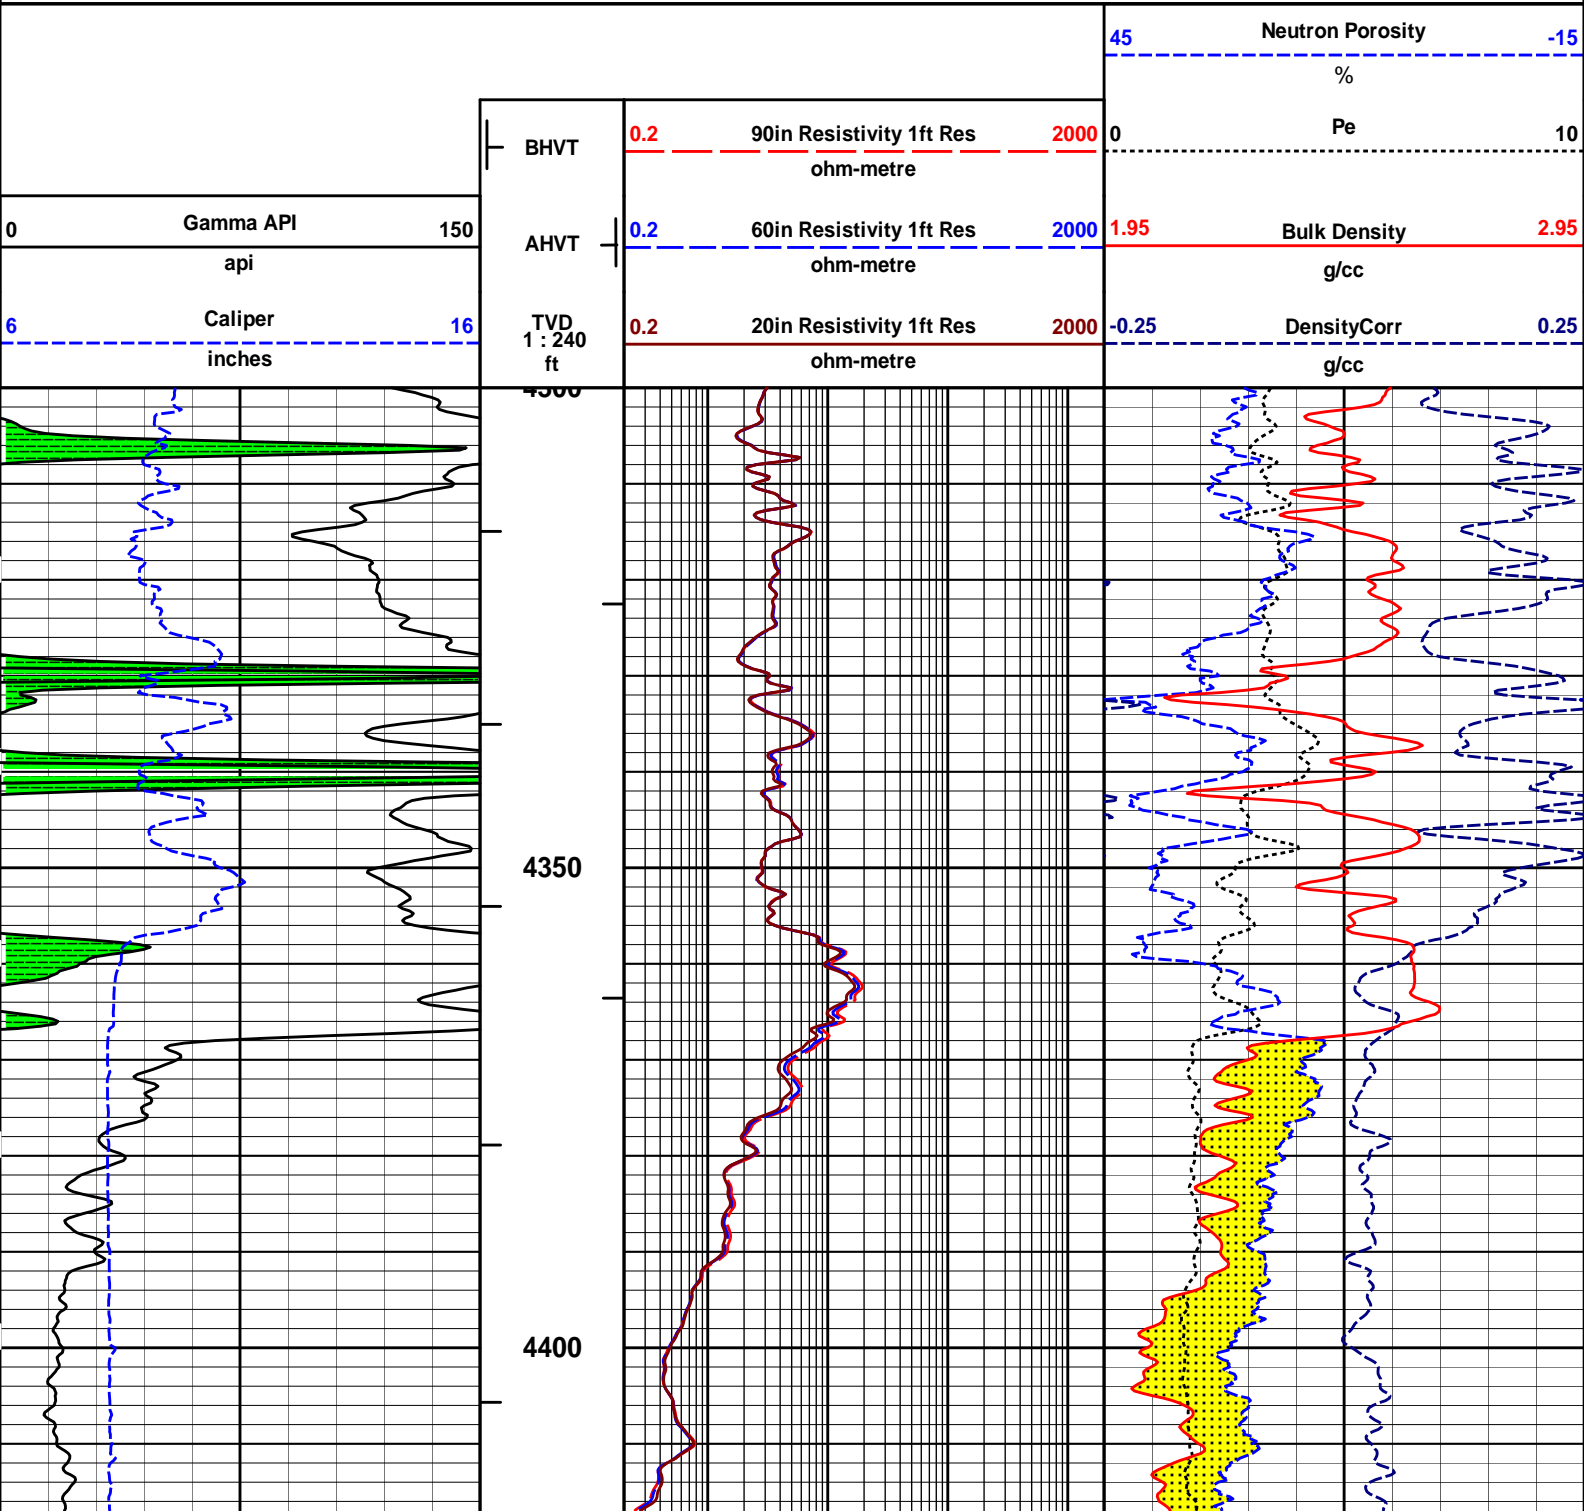 45 Neutron Porosity -15
%
0 Pe 10
BHVT
0.2 90in Resistivity 1ft Res 2000
ohm-metre
0 Gamma API 150
api
AHVT
0.2 60in Resistivity 1ft Res 2000
ohm-metre
1.95 Bulk Density 2.95
g/cc
6 Caliper 16
inches
TVD
1 : 240
ft
0.2 20in Resistivity 1ft Res 2000
ohm-metre
-0.25 DensityCorr 0.25
g/cc
4300
4350
4400